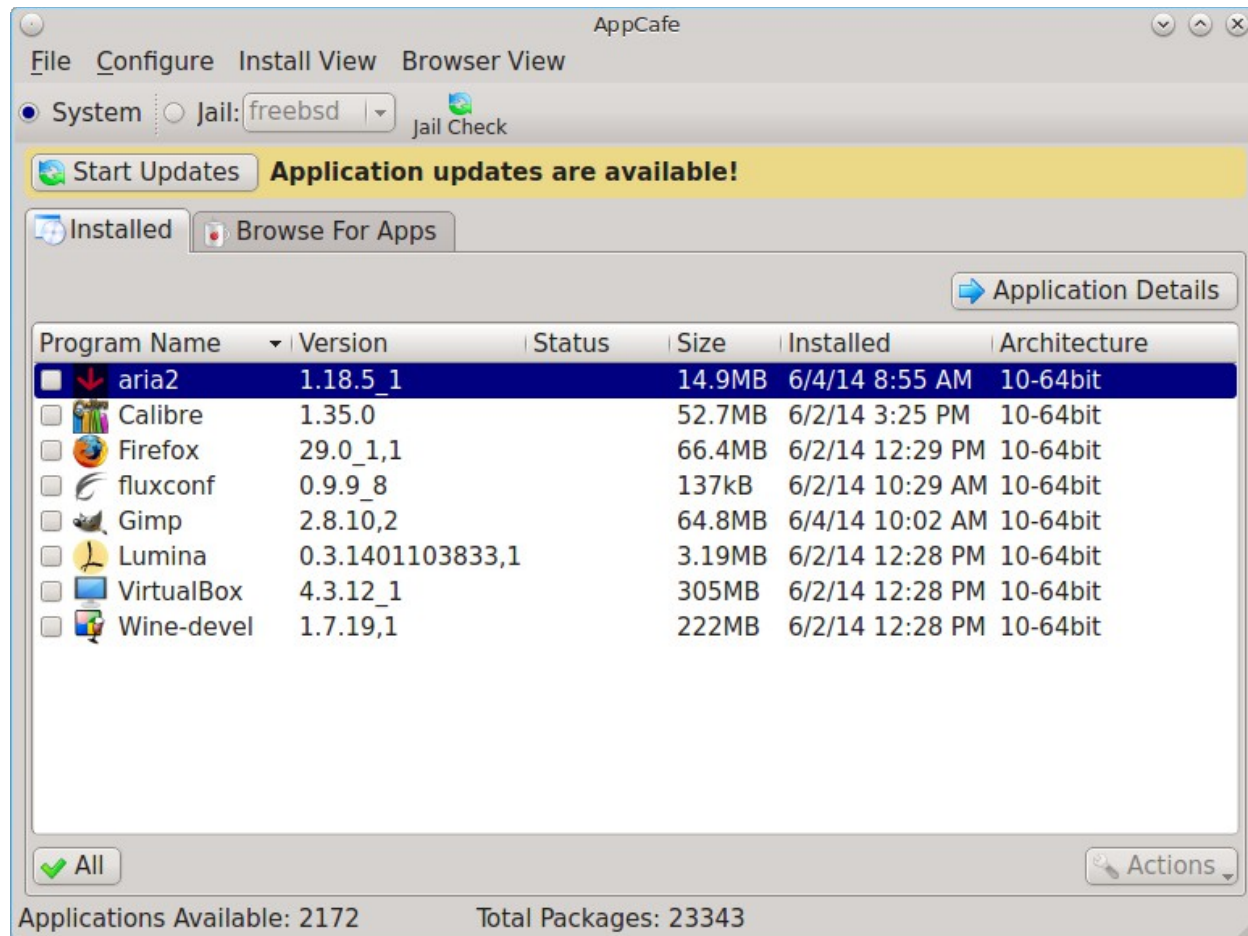 AppCafe
File Configure Install View Browser View
System Jail: freebsd Jail Check
Start Updates Application updates are available!
Installed Browse For Apps
Application Details
Program Name Version Status Size Installed Architecture
aria2 1.18.5_1 14.9MB 6/4/14 8:55 AM 10-64bit
Calibre 1.35.0 52.7MB 6/2/14 3:25 PM 10-64bit
Firefox 29.0_1,1 66.4MB 6/2/14 12:29 PM 10-64bit
fluxconf 0.9.9_8 137kB 6/2/14 10:29 AM 10-64bit
Gimp 2.8.10,2 64.8MB 6/4/14 10:02 AM 10-64bit
Lumina 0.3.1401103833,1 3.19MB 6/2/14 12:28 PM 10-64bit
VirtualBox 4.3.12_1 305MB 6/2/14 12:28 PM 10-64bit
Wine-devel 1.7.19,1 222MB 6/2/14 12:28 PM 10-64bit
All Actions
Applications Available: 2172 Total Packages: 23343